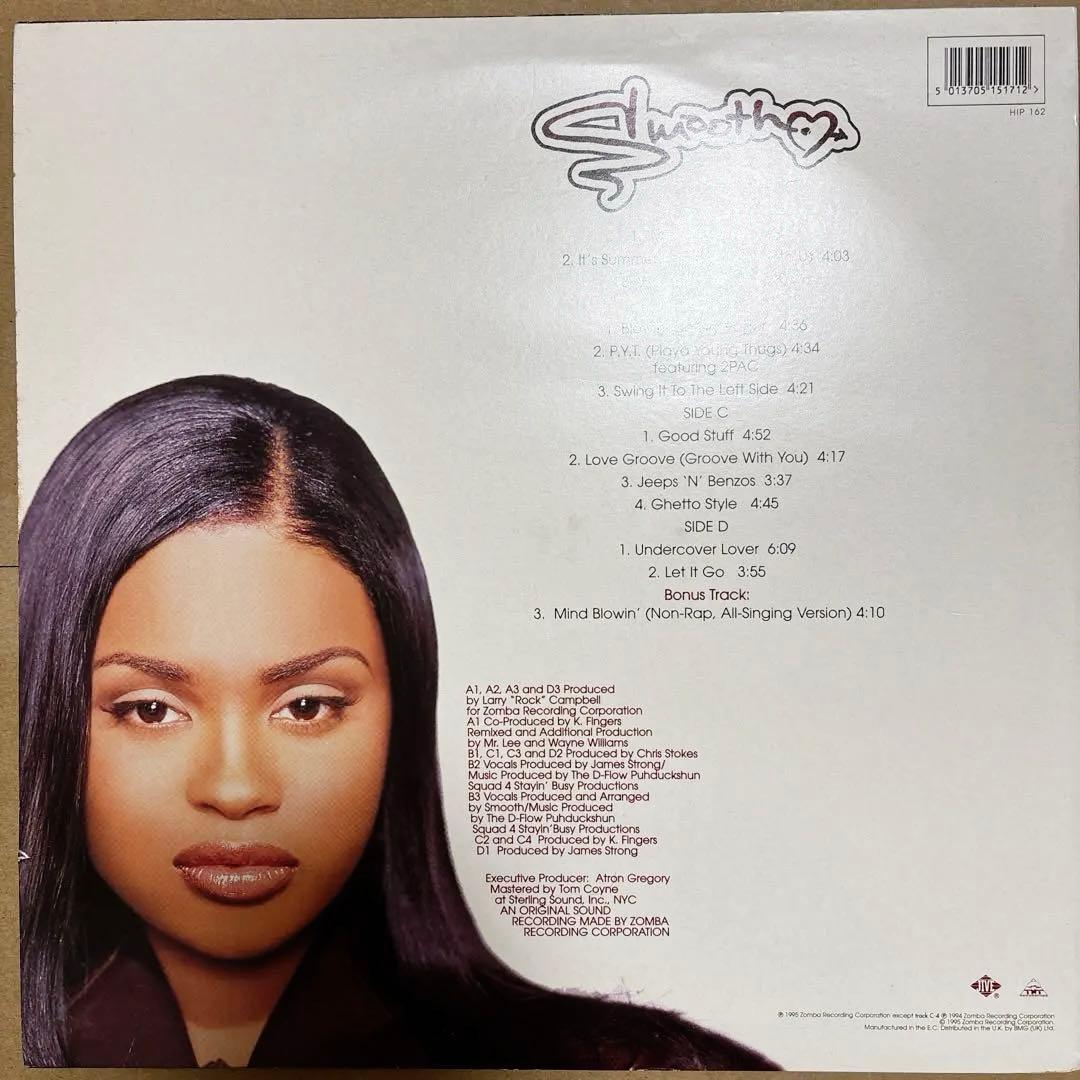 5 013705 151712 >
HIP 162
Smooth
2. It's Summe Us 4:03
1. 4:36
2. P.Y.T. (Playa Young Thugs) 4:34
featuring 2PAC
3. Swing It To The Left Side 4:21
SIDE C
1. Good Stuff 4:52
2. Love Groove (Groove With You) 4:17
3. Jeeps 'N' Benzos 3:37
4. Ghetto Style 4:45
SIDE D
1. Undercover Lover 6:09
2. Let It Go 3:55
Bonus Track:
3. Mind Blowin' (Non-Rap, All-Singing Version) 4:10
A1, A2, A3 and D3 Produced
by Larry "Rock" Campbell
for Zomba Recording Corporation
A1 Co-Produced by K. Fingers
Remixed and Additional Production
by Mr. Lee and Wayne Williams
B1, C1, C3 and D2 Produced by Chris Stokes
B2 Vocals Produced by James Strong/
Music Produced by The D-Flow Puhduckshun
Squad 4 Stayin' Busy Productions
B3 Vocals Produced and Arranged
by Smooth/Music Produced
by The D-Flow Puhduckshun
Squad 4 Stayin'Busy Productions
C2 and C4 Produced by K. Fingers
D1 Produced by James Strong
Executive Producer: Atron Gregory
Mastered by Tom Coyne
at Sterling Sound, Inc., NYC
AN ORIGINAL SOUND
RECORDING MADE BY ZOMBA
RECORDING CORPORATION
JIVE ®
TNT
℗ 1995 Zomba Recording Corporation except track C-4 ℗ 1994 Zomba Recording Corporation
© 1995 Zomba Recording Corporation.
Manufactured in the E.C. Distributed in the U.K. by BMG (UK) Ltd.